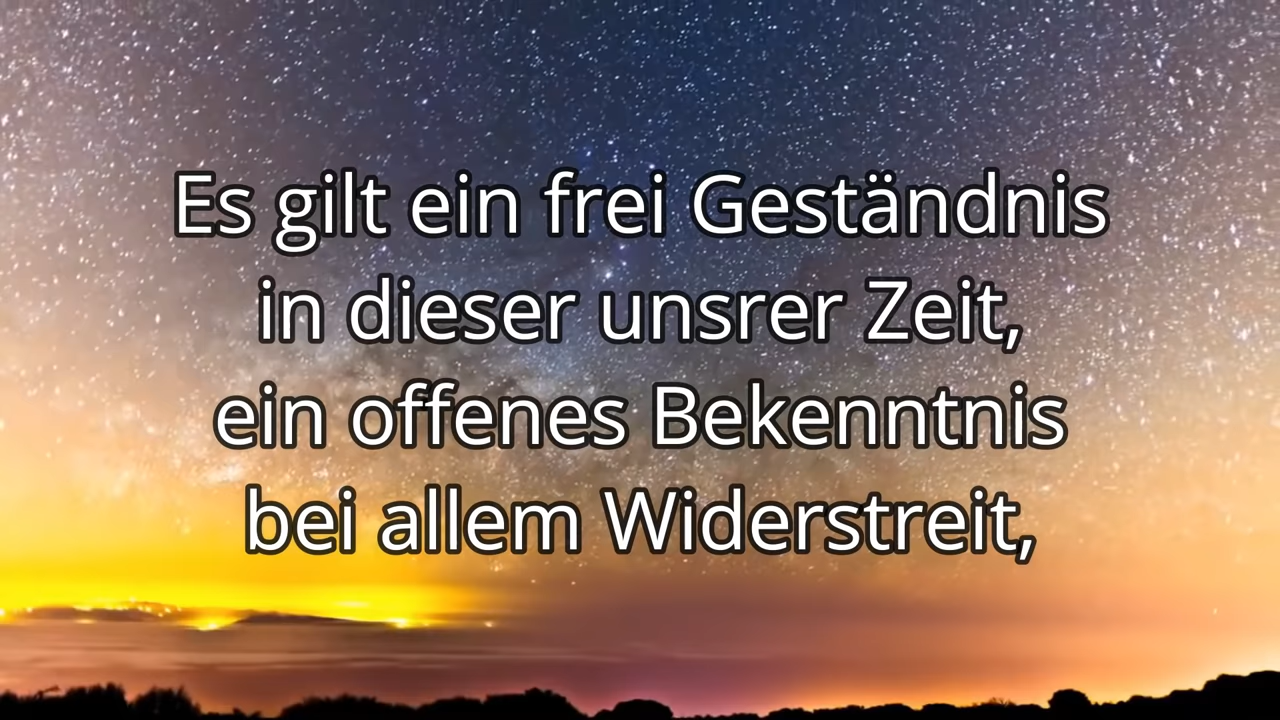 Es gilt ein frei Geständnis
in dieser unsrer Zeit,
ein offenes Bekenntnis
bei allem Widerstreit,